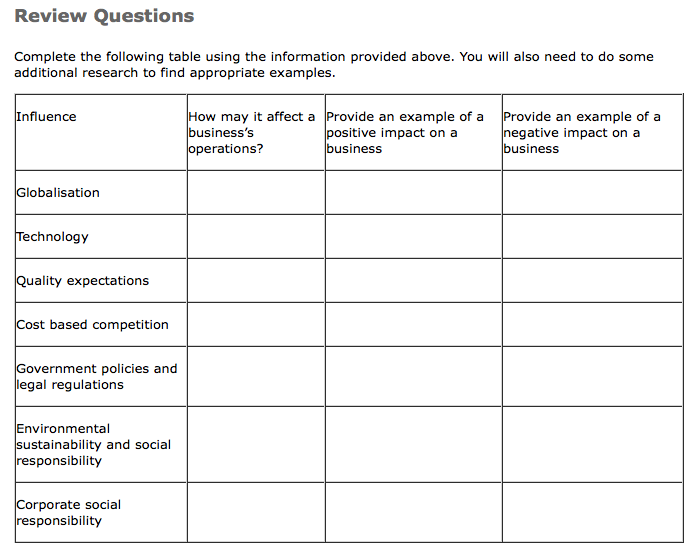 Review Questions
Complete the following table using the information provided above. You will also need to do some
additional research to find appropriate examples.
Influence
How may it affect a
business's
operations?
Provide an example of a
positive impact on a
business
Provide an example of a
negative impact on a
business
Globalisation
Technology
Quality expectations
Cost based competition
Government policies and
legal regulations
Environmental
sustainability and social
responsibility
Corporate social
responsibility